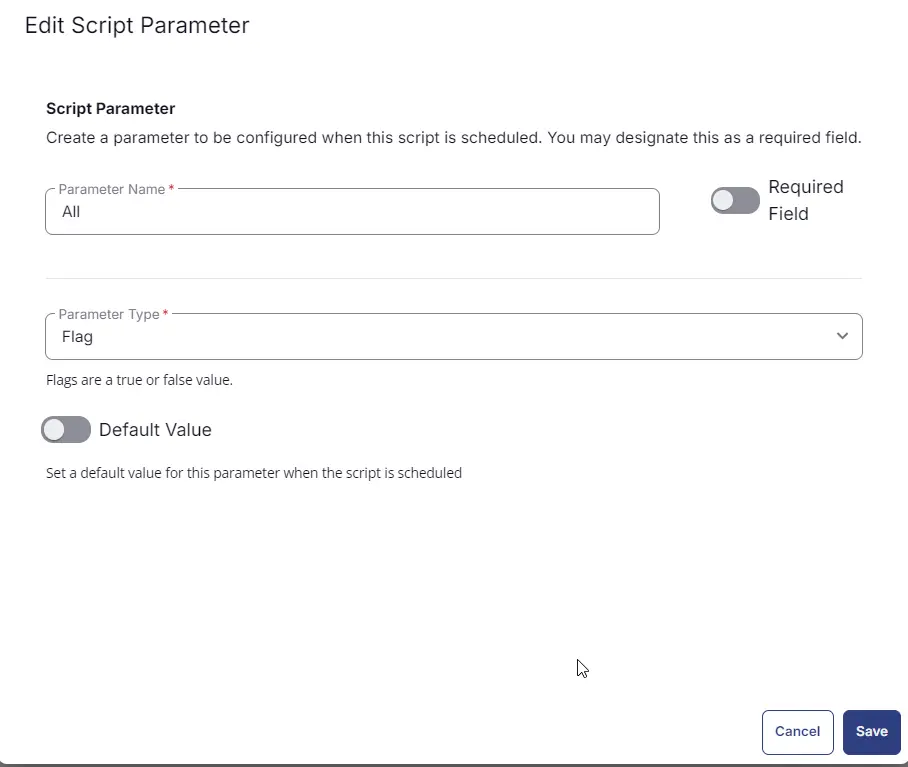 Edit Script Parameter
Script Parameter
Create a parameter to be configured when this script is scheduled. You may designate this as a required field.
Parameter Name *
All
Required
Field
Parameter Type *
Flag
Flags are a true or false value.
Default Value
Set a default value for this parameter when the script is scheduled
Cancel
Save